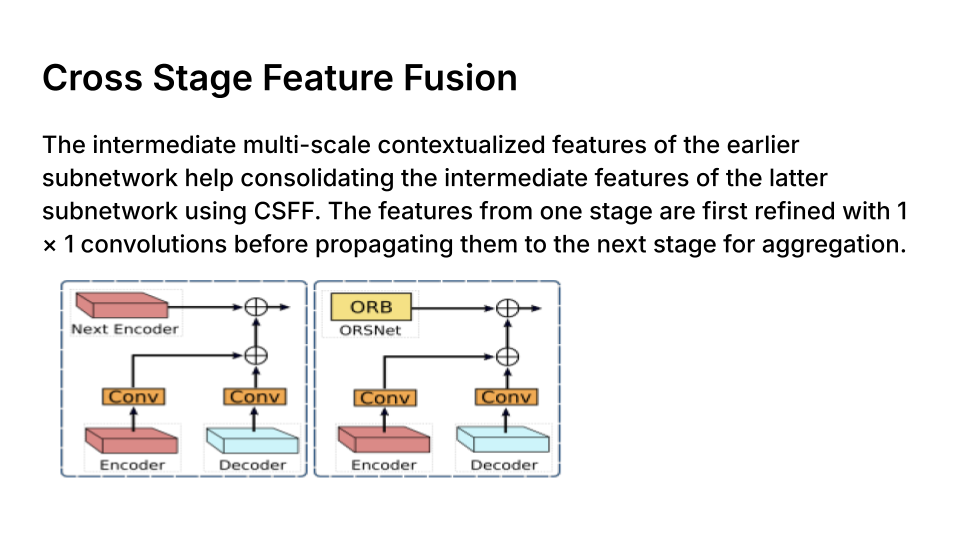 Cross Stage Feature Fusion
The intermediate multi-scale contextualized features of the earlier
subnetwork help consolidating the intermediate features of the latter
subnetwork using CSFF. The features from one stage are first refined with 1
× 1 convolutions before propagating them to the next stage for aggregation.
Next Encoder
Conv Conv
Encoder Decoder
ORB
ORSNet
Conv Conv
Encoder Decoder